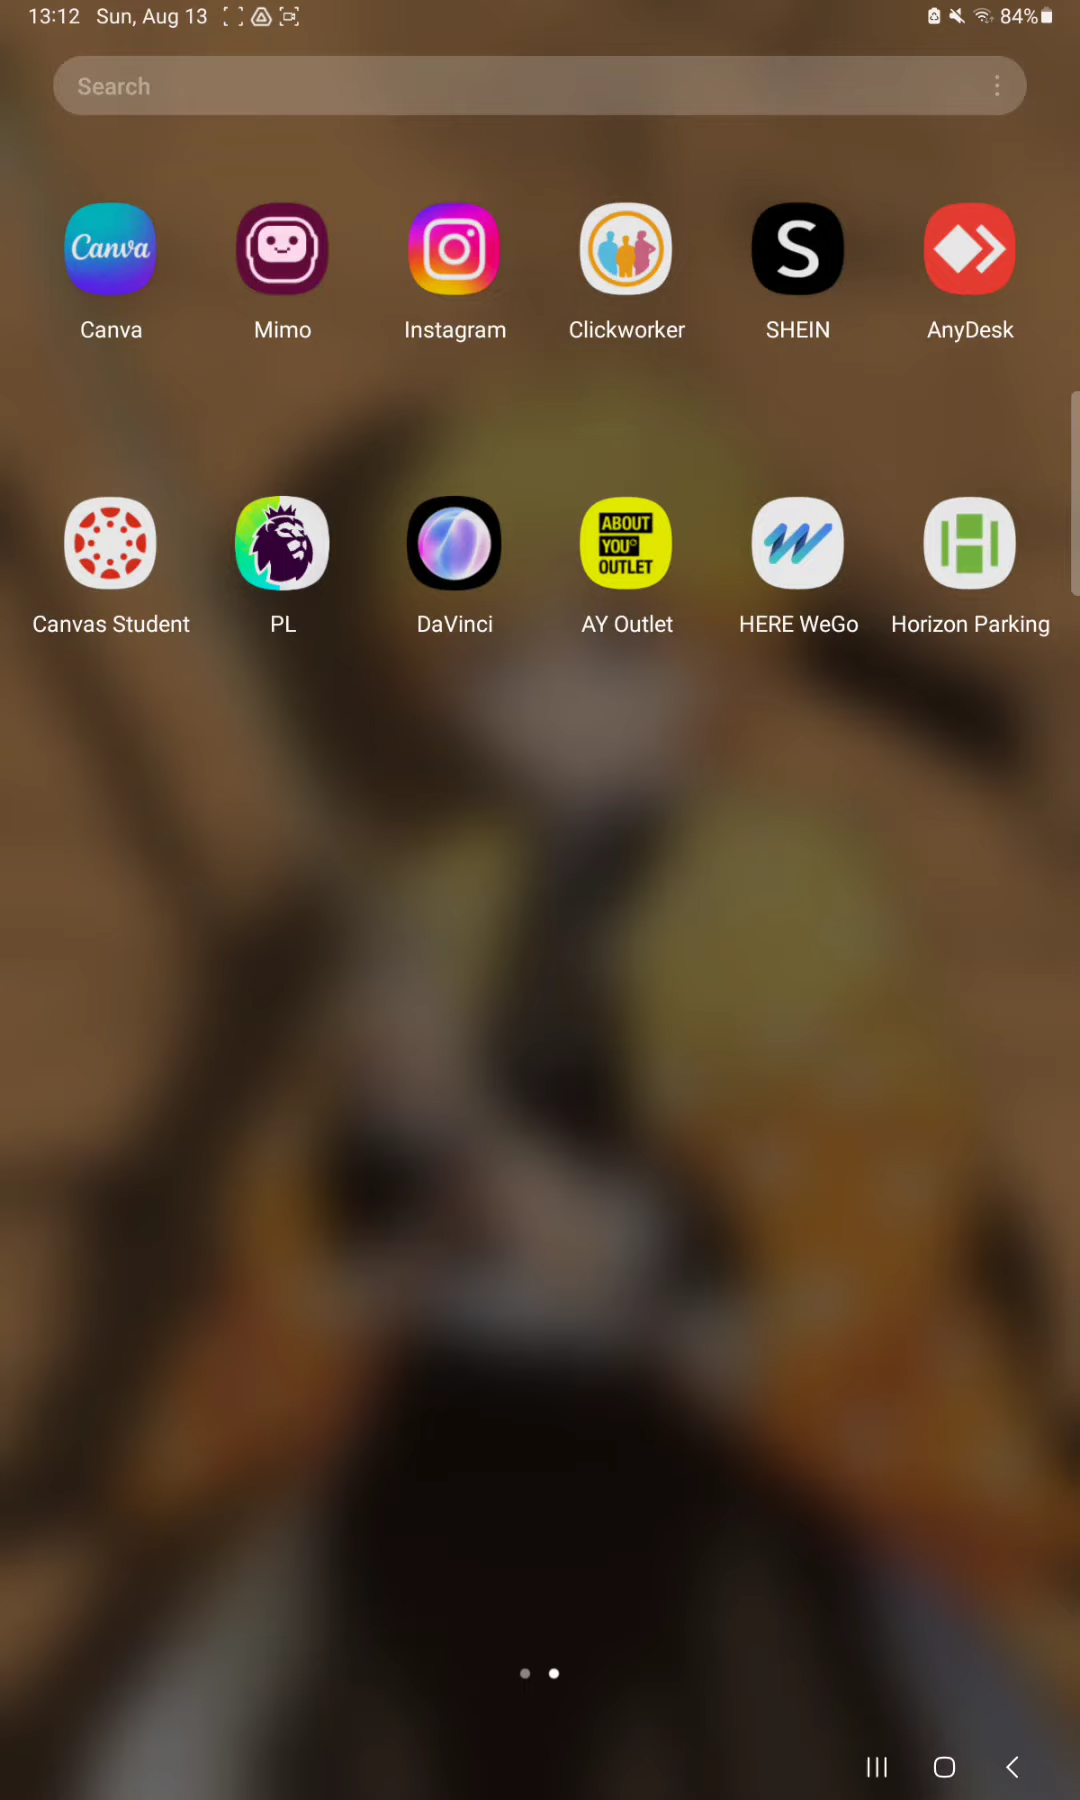 13:12 Sun, Aug 13 84%
Search
Canva
S
Canva Mimo Instagram Clickworker SHEIN AnyDesk
ABOUT
YOU°
OUTLET
Canvas Student PL DaVinci AY Outlet HERE WeGo Horizon Parking